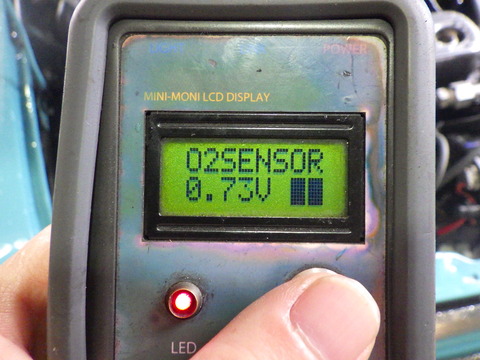 POWER
MINI-MONI LCD DISPLAY
O2SENSOR
0.73V
LED